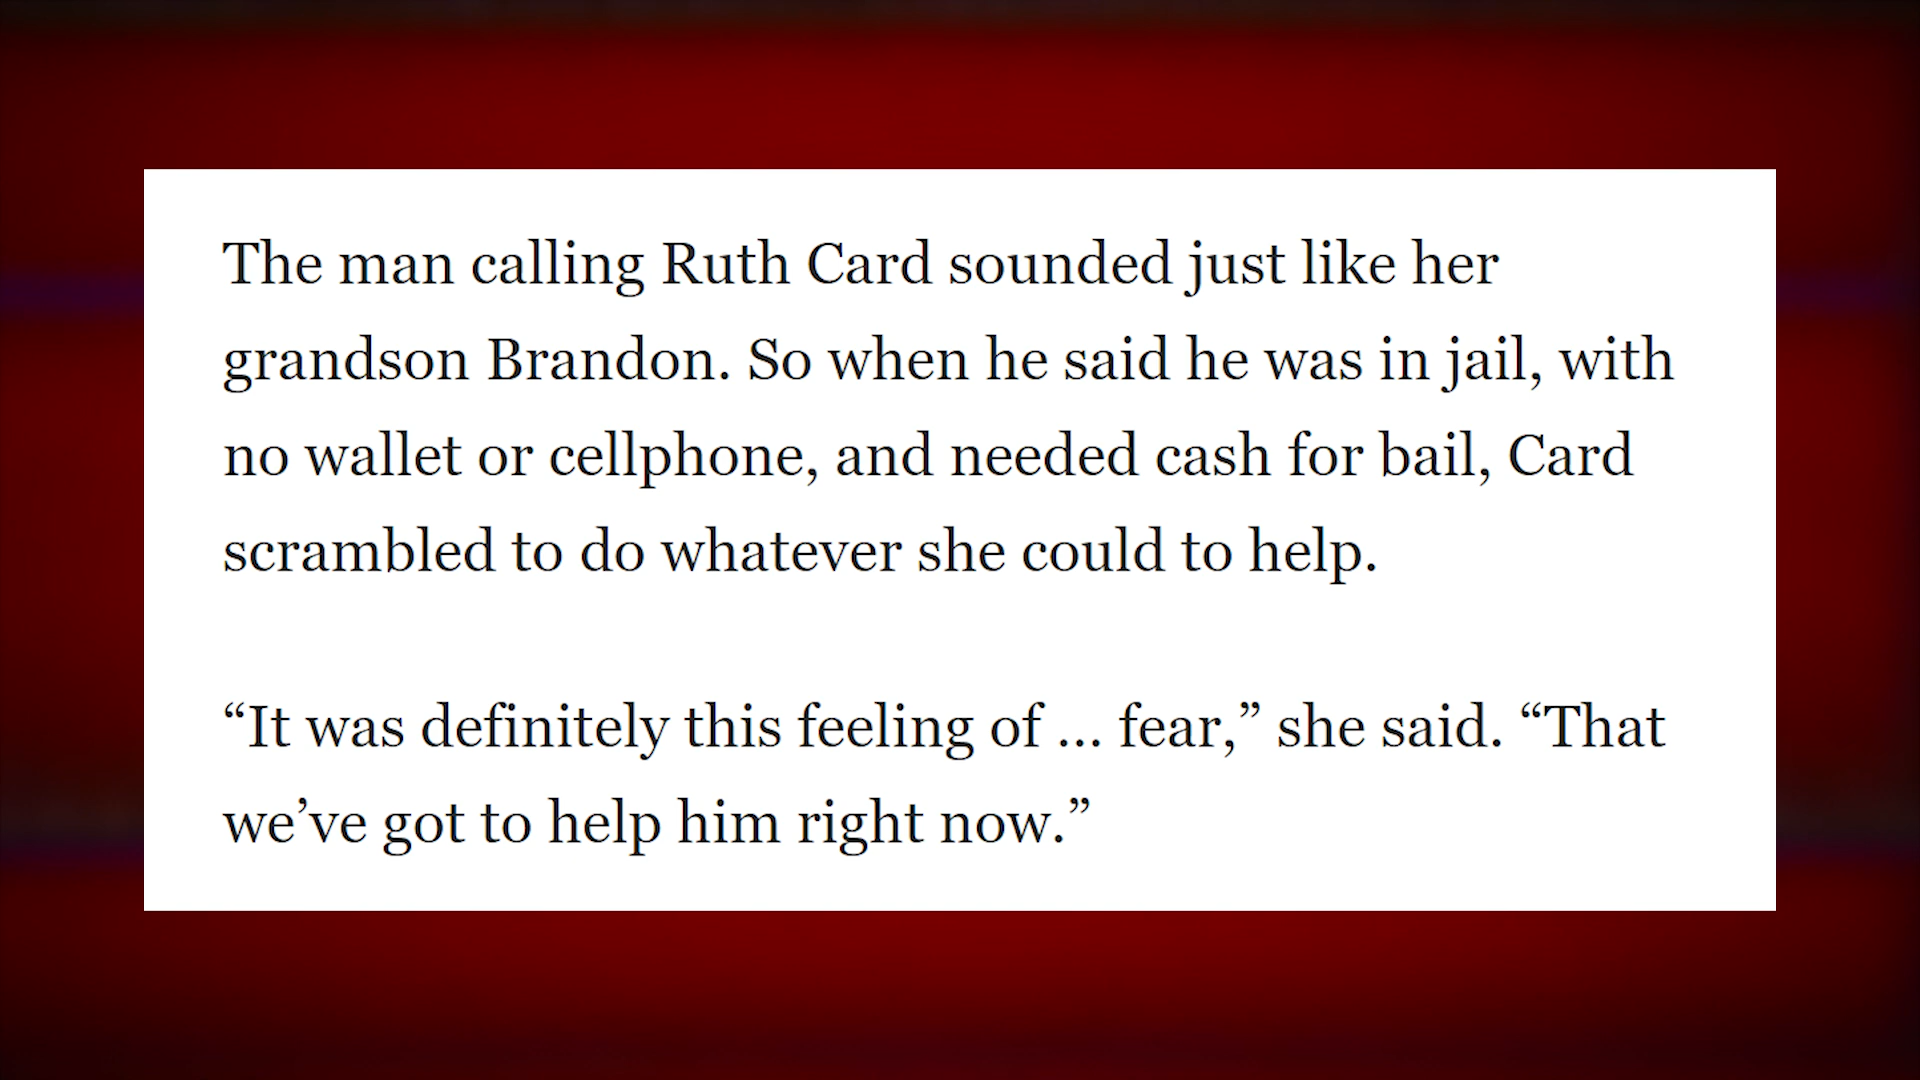 The man calling Ruth Card sounded just like her
grandson Brandon. So when he said he was in jail, with
no wallet or cellphone, and needed cash for bail, Card
scrambled to do whatever she could to help.
“It was definitely this feeling of ... fear,” she said. “That
we’ve got to help him right now.”